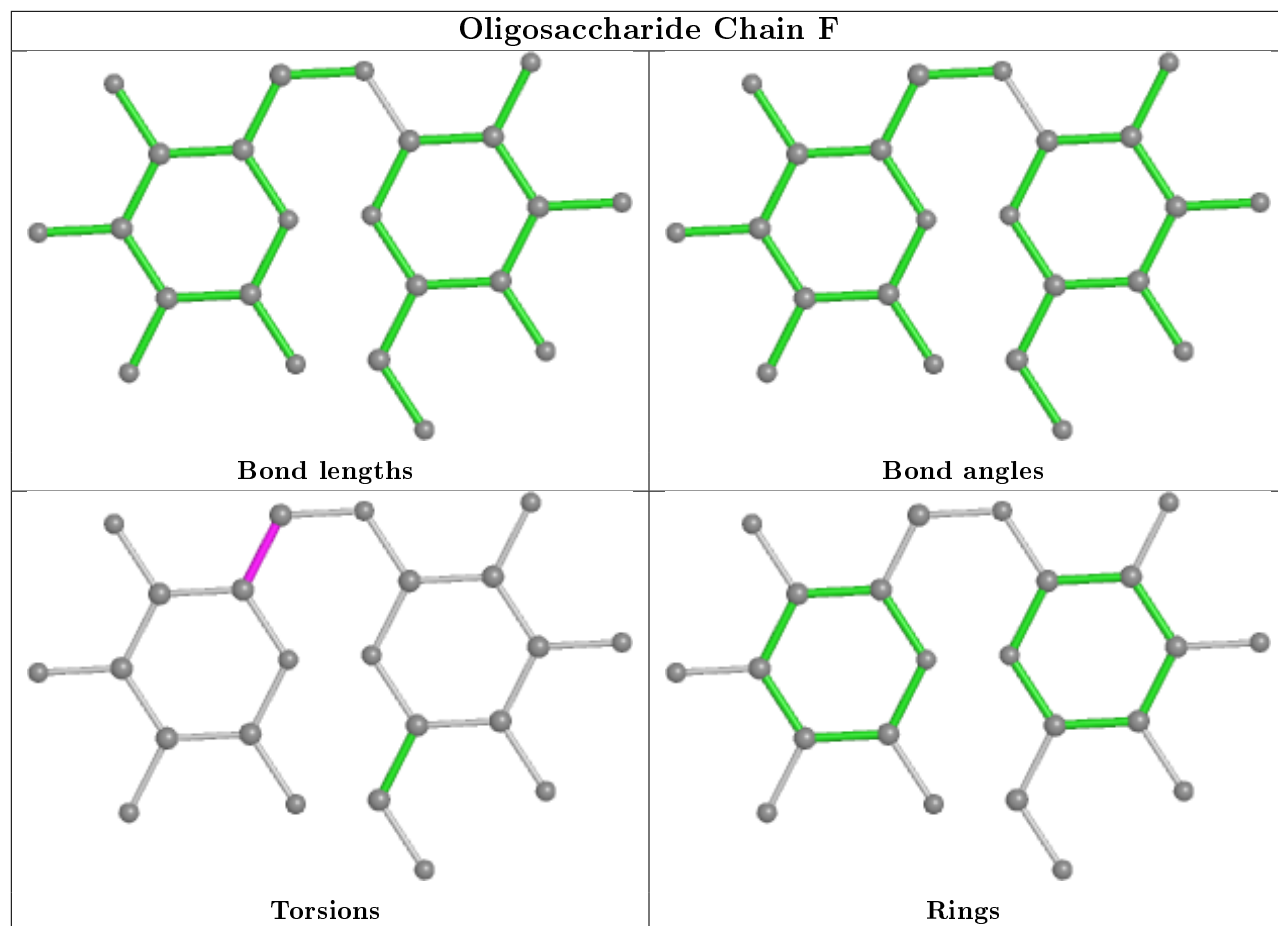 Oligosaccharide Chain F
Bond lengths
Bond angles
Torsions
Rings